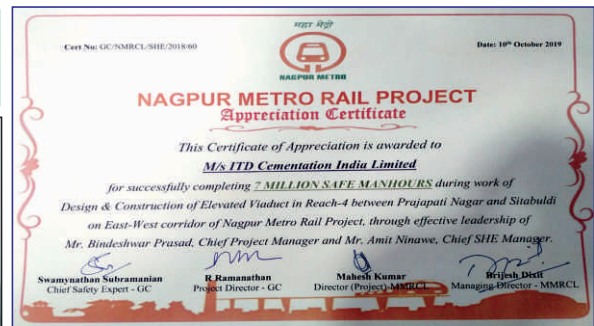 महा मेट्रो
Cert No: GC/NMRCL/SHE/2018/60
Date: 10th October 2019
NAGPUR METRO
NAGPUR METRO RAIL PROJECT
Appreciation Certificate
This Certificate of Appreciation is awarded to
M/s ITD Cementation India Limited
for successfully completing 7 MILLION SAFE MANHOURS during work of
Design & Construction of Elevated Viaduct in Reach-4 between Prajapati Nagar and Sitabuldi
on East-West corridor of Nagpur Metro Rail Project, through effective leadership of
Mr. Bindeshwar Prasad, Chief Project Manager and Mr. Amit Ninawe, Chief SHE Manager.
Swamynathan Subramanian
Chief Safety Expert - GC
R Ramanathan
Project Director - GC
Mahesh Kumar
Director (Project)-MMRCL
Brijesh Dixit
Managing Director - MMRCL